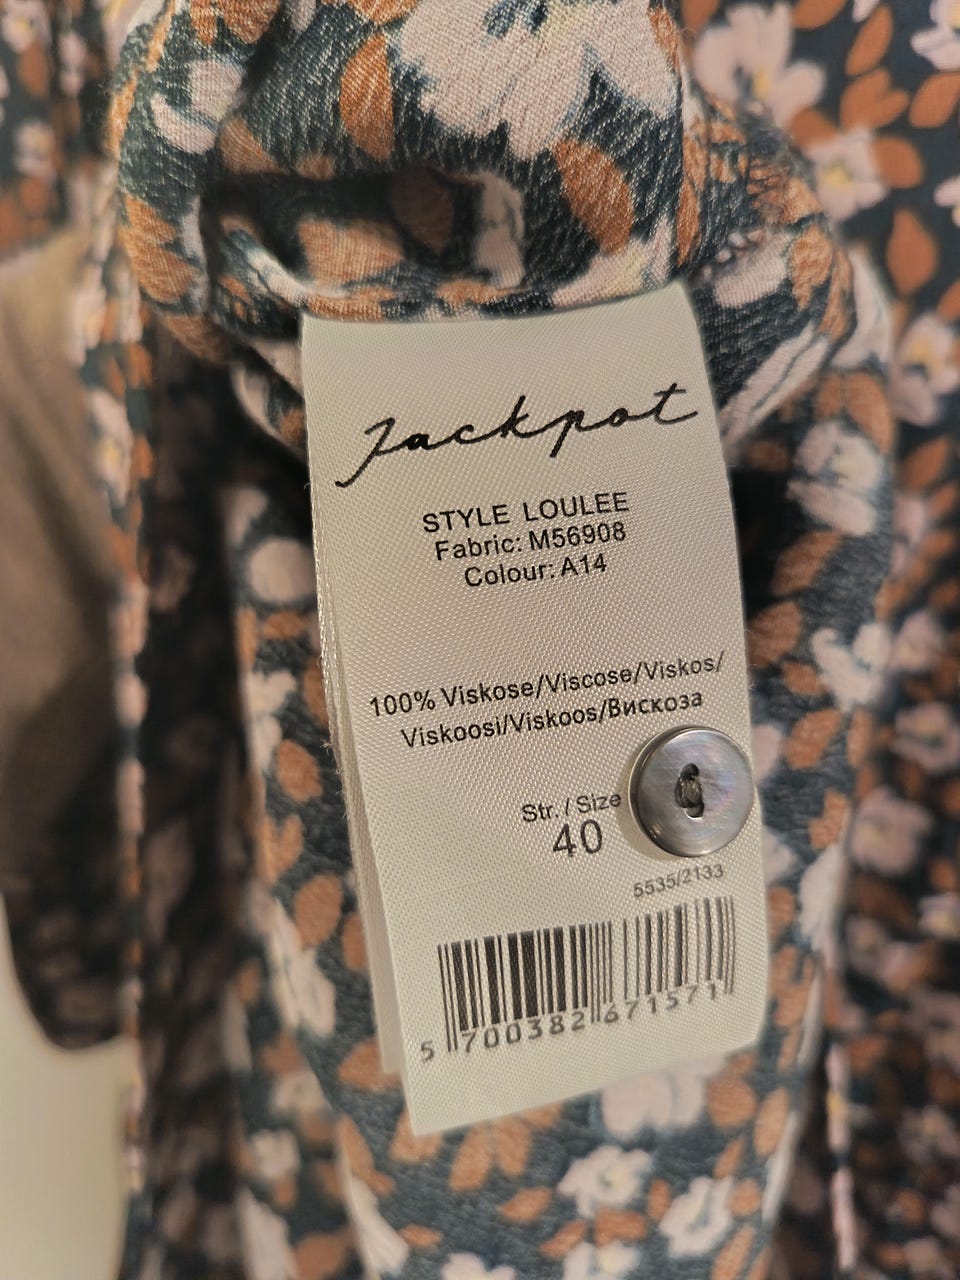 Jackpot
STYLE LOULEE
Fabric: M56908
Colour: A14
100% Viskose/Viscose/Viskos/
Viskoosi/Viskoos/Вискоза
Str. / Size
40
5535/2133
5 700382 671571